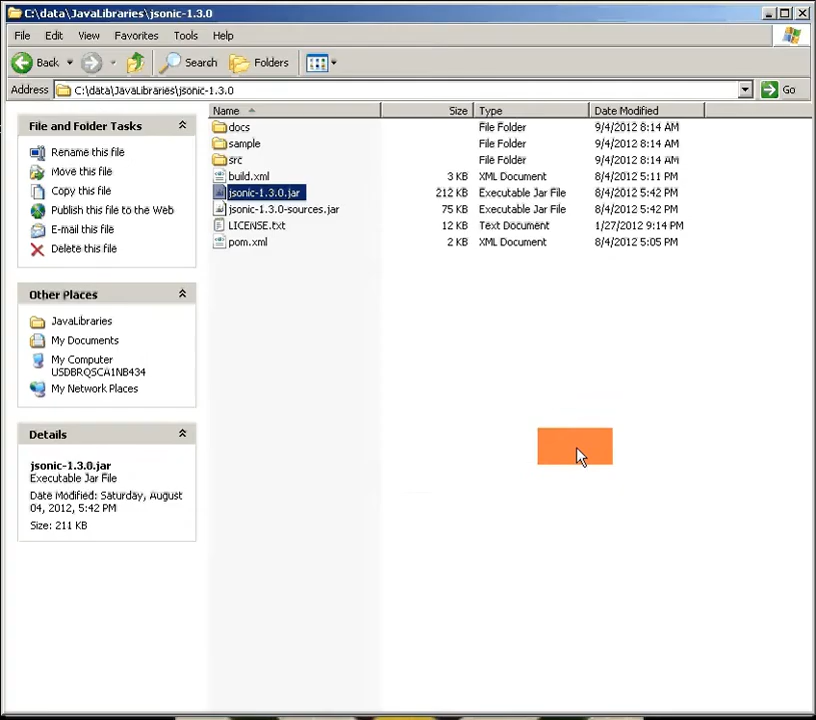 C:\data\JavaLibraries\jsonic-1.3.0
File Edit View Favorites Tools Help
Back Search Folders
Address C:\data\JavaLibraries\jsonic-1.3.0 Go
File and Folder Tasks
Rename this file
Move this file
Copy this file
Publish this file to the Web
E-mail this file
Delete this file
Other Places
JavaLibraries
My Documents
My Computer
USDBRQSCA1NB434
My Network Places
Details
jsonic-1.3.0.jar
Executable Jar File
Date Modified: Saturday, August
04, 2012, 5:42 PM
Size: 211 KB
Name Size Type Date Modified
docs File Folder 9/4/2012 8:14 AM
sample File Folder 9/4/2012 8:14 AM
src File Folder 9/4/2012 8:14 AM
build.xml 3 KB XML Document 8/4/2012 5:11 PM
jsonic-1.3.0.jar 212 KB Executable Jar File 8/4/2012 5:42 PM
jsonic-1.3.0-sources.jar 75 KB Executable Jar File 8/4/2012 5:42 PM
LICENSE.txt 12 KB Text Document 1/27/2012 9:14 PM
pom.xml 2 KB XML Document 8/4/2012 5:05 PM